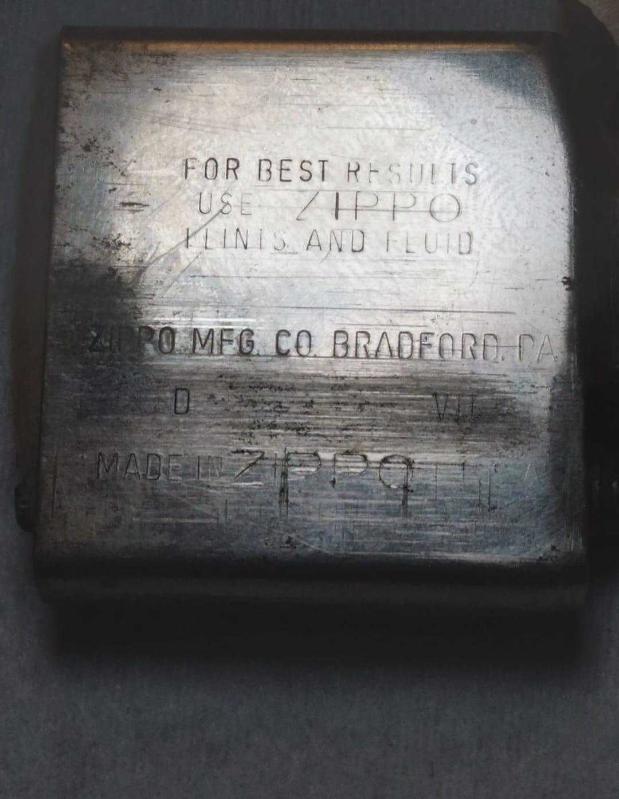 FOR BEST RESULTS
USE ZIPPO
FLINTS AND FLUID
ZIPPO MFG. CO. BRADFORD. PA
D VII
MADE IN ZIPPO